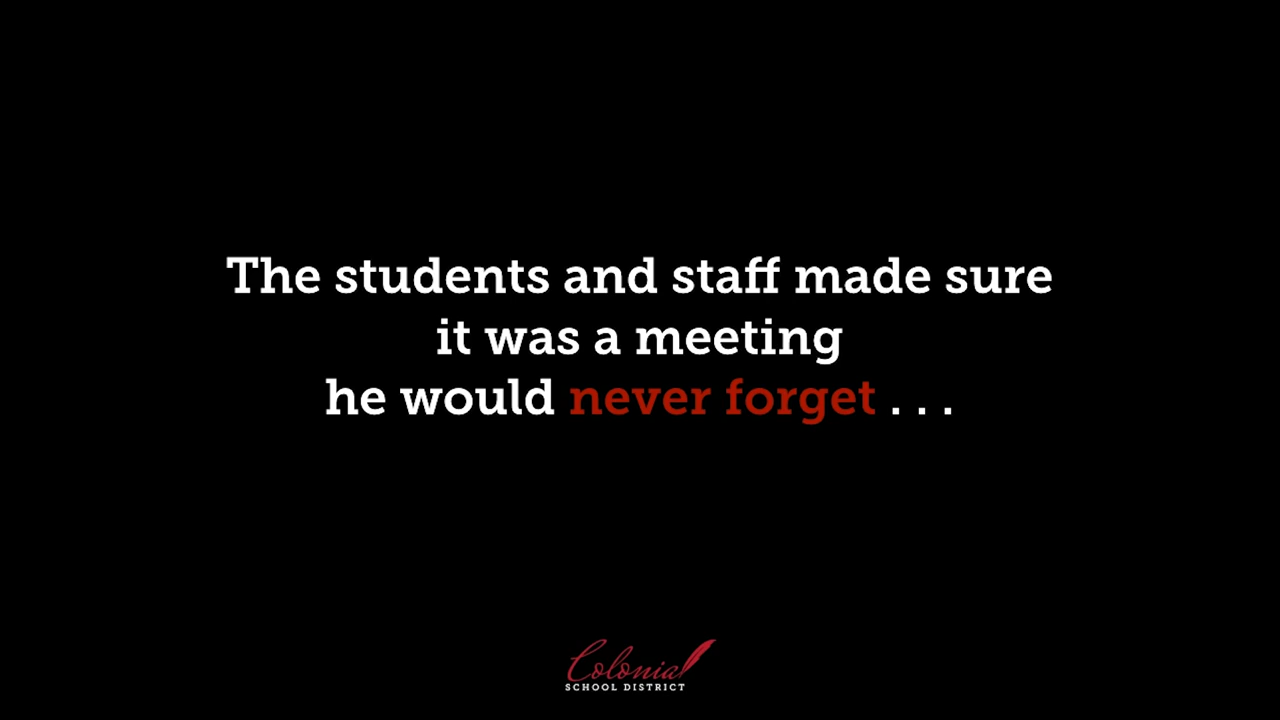 The students and staff made sure
it was a meeting
he would never forget . . .
Colonial
SCHOOL DISTRICT